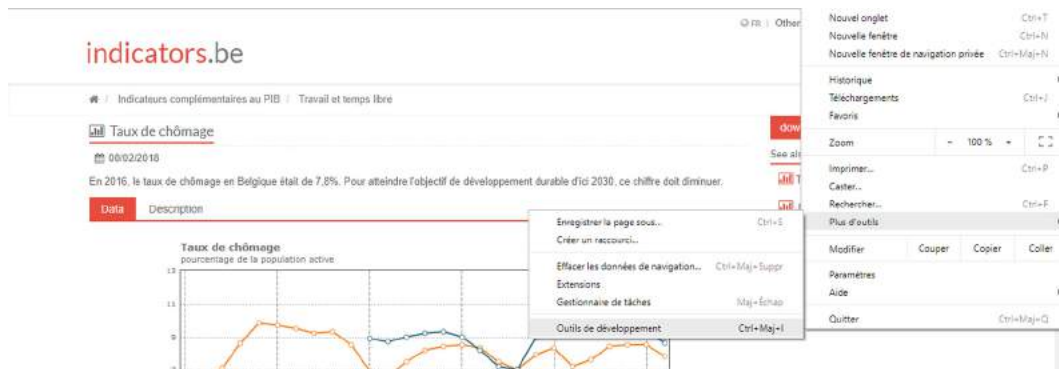 FR | Other
indicators.be
/ Indicateurs complémentaires au PIB / Travail et temps libre
Taux de chômage
dow
08/02/2018
See als
En 2016, le taux de chômage en Belgique était de 7,8%. Pour atteindre l'objectif de développement durable d'ici 2030, ce chiffre doit diminuer.
T
Data Description
Taux de chômage
pourcentage de la population active
13
11
9
Nouvel onglet Ctrl+T
Nouvelle fenêtre Ctrl+N
Nouvelle fenêtre de navigation privée Ctrl+Maj+N
Historique
Téléchargements Ctrl+J
Favoris
Zoom - 100 % +
Imprimer... Ctrl+P
Caster...
Rechercher... Ctrl+F
Plus d'outils
Modifier Couper Copier Coller
Paramètres
Aide
Quitter Ctrl+Maj+Q
Enregistrer la page sous... Ctrl+S
Créer un raccourci...
Effacer les données de navigation... Ctrl+Maj+Suppr
Extensions
Gestionnaire de tâches Maj+Échap
Outils de développement Ctrl+Maj+I